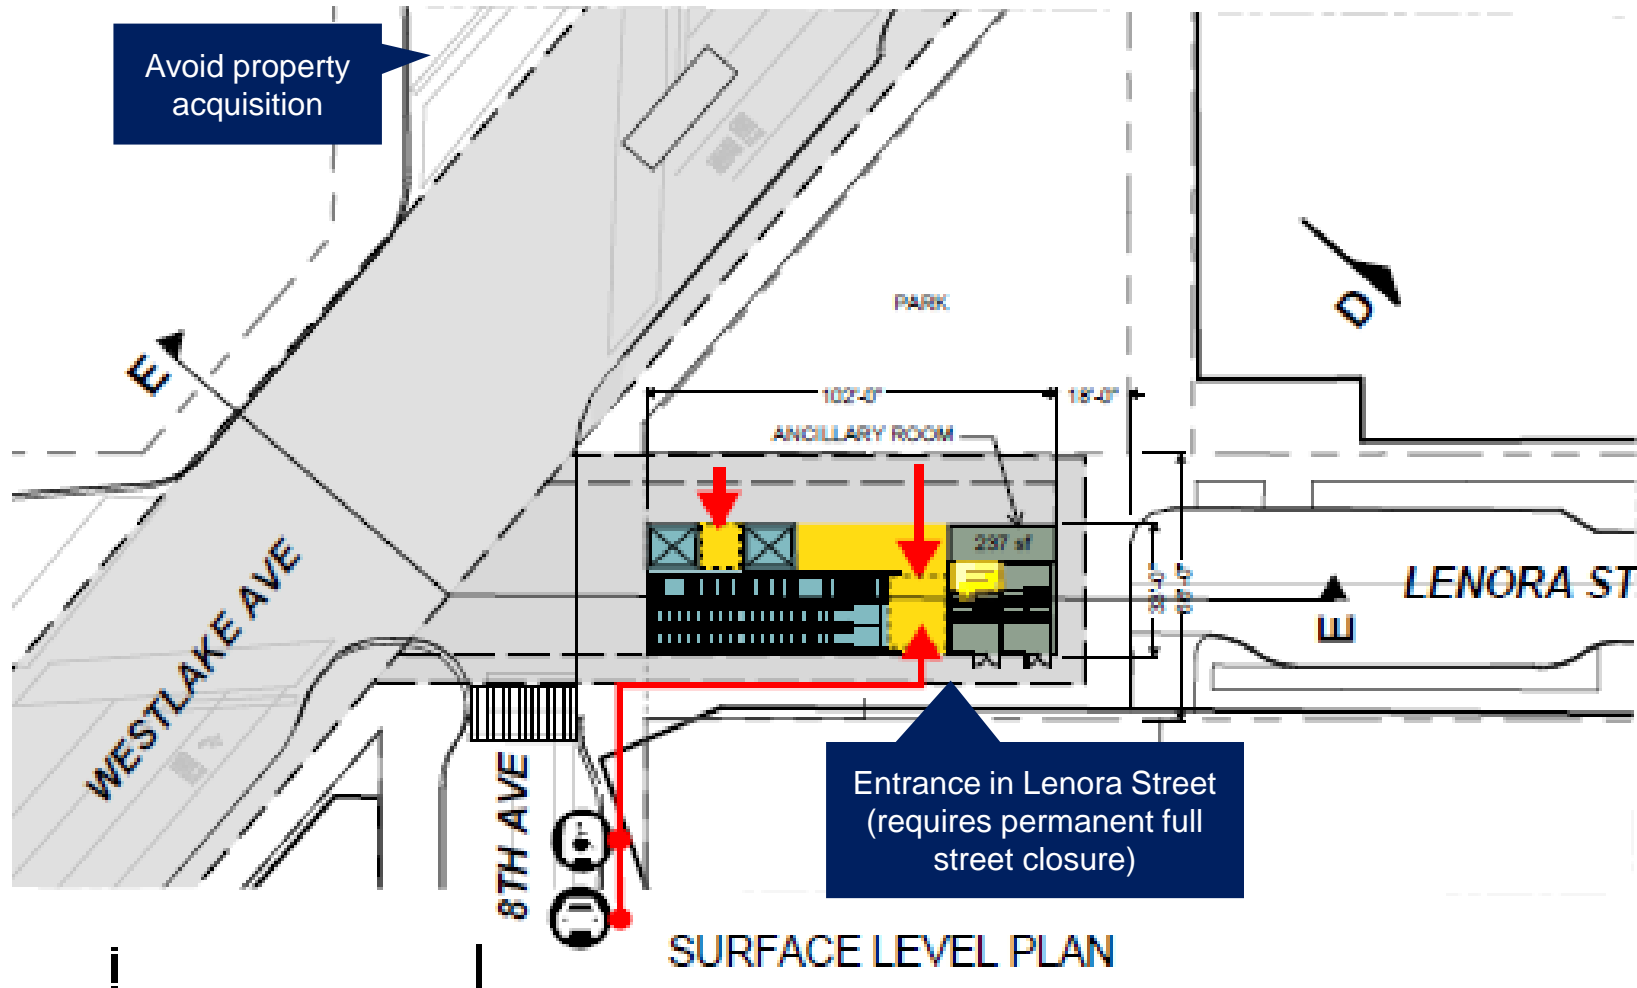 Avoid property
acquisition
PARK
D
E
102'-0"
18'-0"
ANCILLARY ROOM
237 sf
WESTLAKE AVE
LENORA ST
E
8TH AVE
Entrance in Lenora Street
(requires permanent full
street closure)
SURFACE LEVEL PLAN